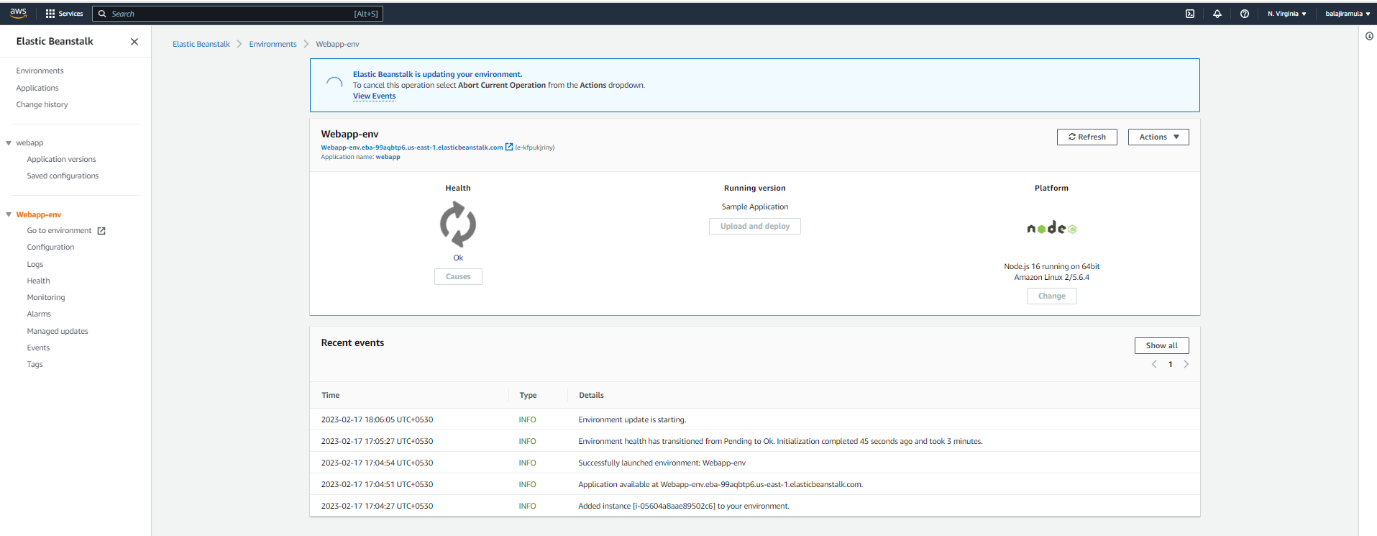 aws
Services
Search
[Alt+S]
N. Virginia
balajiramula
Elastic Beanstalk
Environments
Applications
Change history
webapp
Application versions
Saved configurations
Webapp-env
Go to environment
Configuration
Logs
Health
Monitoring
Alarms
Managed updates
Events
Tags
Elastic Beanstalk > Environments > Webapp-env
Elastic Beanstalk is updating your environment.
To cancel this operation select Abort Current Operation from the Actions dropdown.
View Events
Webapp-env
Webapp-env.eba-99aqbtp6.us-east-1.elasticbeanstalk.com (e-kfpukjriny)
Application name: webapp
Refresh
Actions
Health
Ok
Causes
Running version
Sample Application
Upload and deploy
Platform
node
Node.js 16 running on 64bit
Amazon Linux 2/5.6.4
Change
Recent events
Show all
1
Time Type Details
2023-02-17 18:06:05 UTC+0530 INFO Environment update is starting.
2023-02-17 17:05:27 UTC+0530 INFO Environment health has transitioned from Pending to Ok. Initialization completed 45 seconds ago and took 3 minutes.
2023-02-17 17:04:54 UTC+0530 INFO Successfully launched environment: Webapp-env
2023-02-17 17:04:51 UTC+0530 INFO Application available at Webapp-env.eba-99aqbtp6.us-east-1.elasticbeanstalk.com.
2023-02-17 17:04:27 UTC+0530 INFO Added instance [i-05604a8aae89502c6] to your environment.